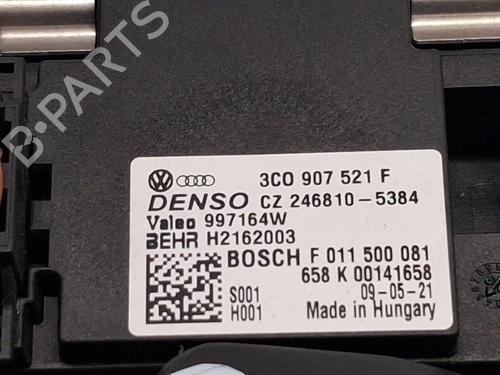 B-PARTS
3C0 907 521 F
DENSO CZ 246810-5384
Valeo 997164W
BEHR H2162003
BOSCH F 011 500 081
658 K 00141658
S001 09-05-21
H001 Made in Hungary